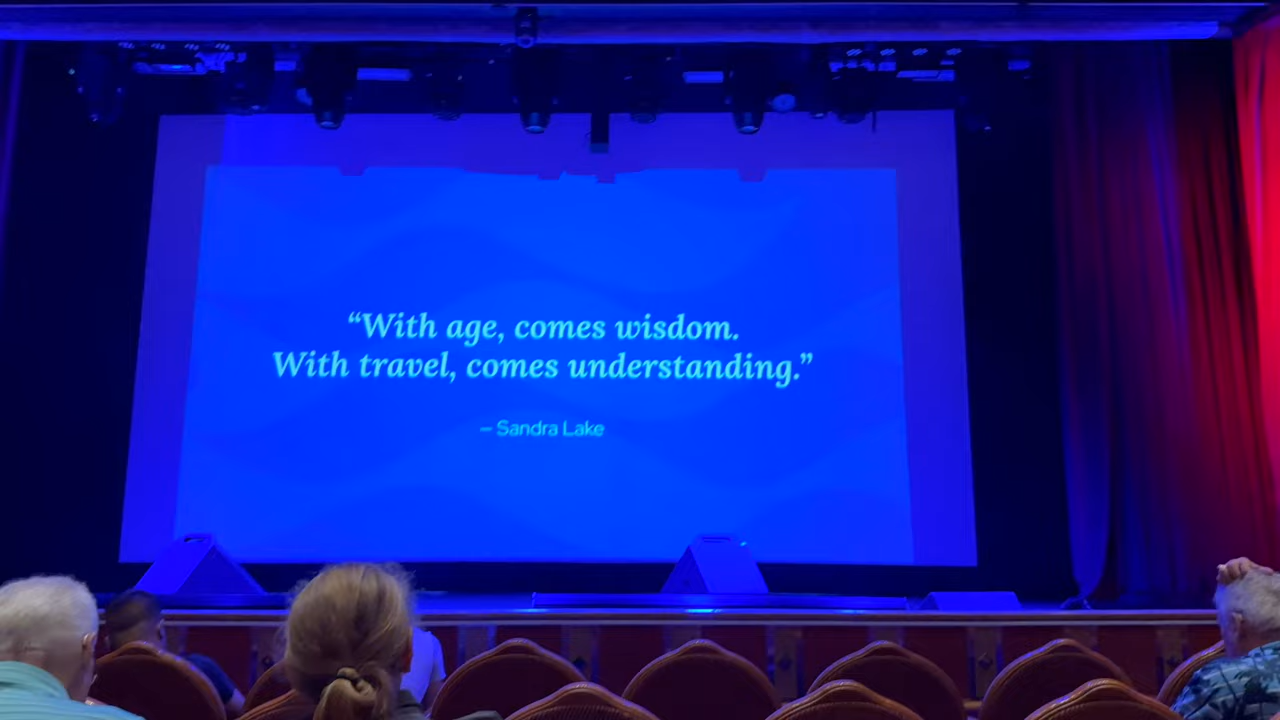 “With age, comes wisdom.
With travel, comes understanding.”
– Sandra Lake